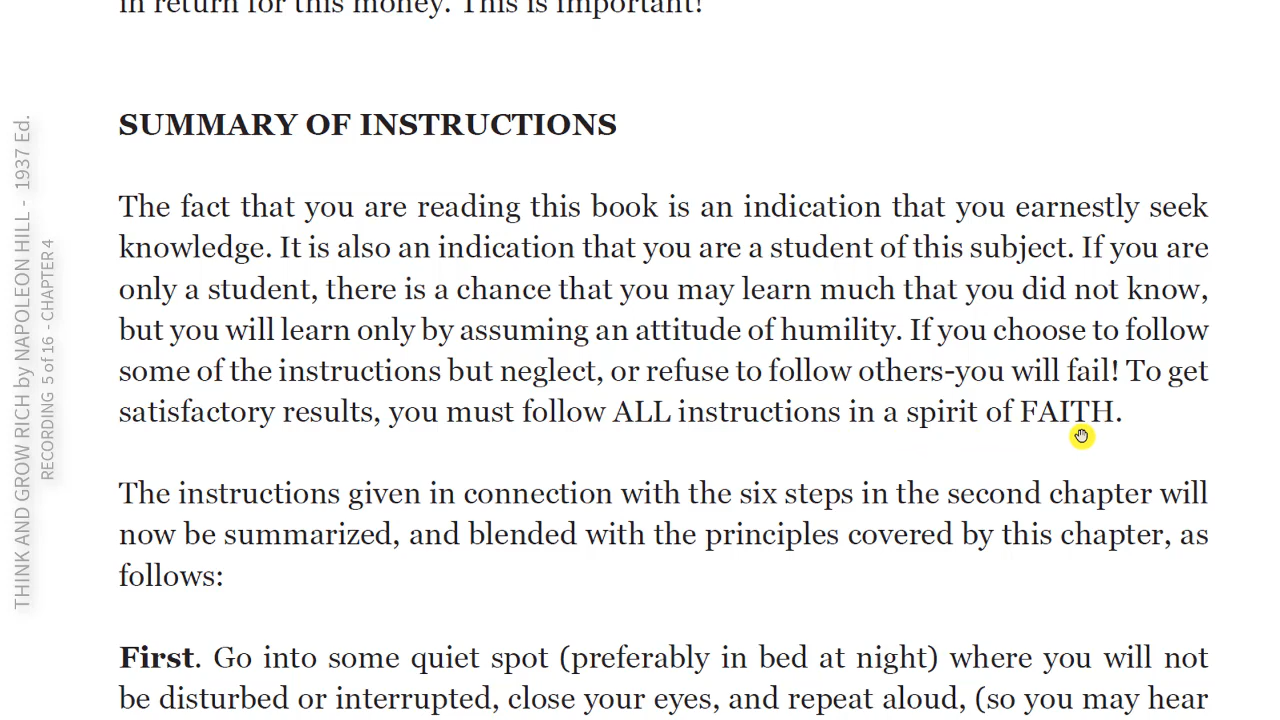 in return for this money. This is important!
SUMMARY OF INSTRUCTIONS
The fact that you are reading this book is an indication that you earnestly seek
knowledge. It is also an indication that you are a student of this subject. If you are
only a student, there is a chance that you may learn much that you did not know,
but you will learn only by assuming an attitude of humility. If you choose to follow
some of the instructions but neglect, or refuse to follow others-you will fail! To get
satisfactory results, you must follow ALL instructions in a spirit of FAITH.
The instructions given in connection with the six steps in the second chapter will
now be summarized, and blended with the principles covered by this chapter, as
follows:
First. Go into some quiet spot (preferably in bed at night) where you will not
be disturbed or interrupted, close your eyes, and repeat aloud, (so you may hear
THINK AND GROW RICH by NAPOLEON HILL - 1937 Ed.
RECORDING 5 of 16 - CHAPTER 4